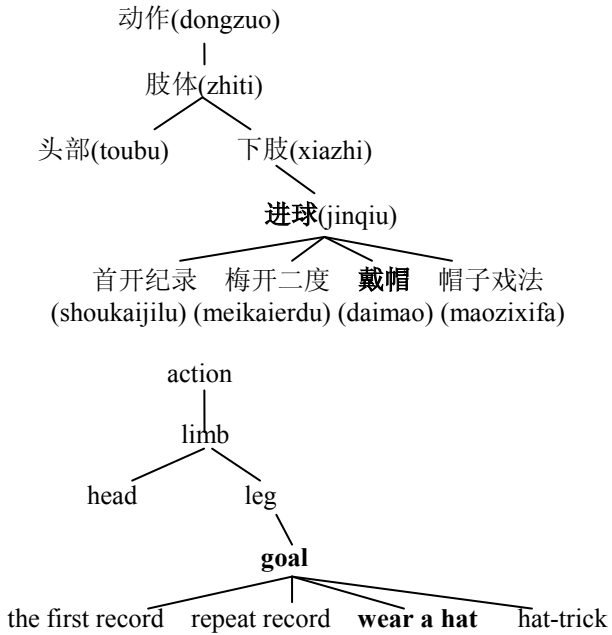 动作(dongzuo)
肢体(zhiti)
头部(toubu) 下肢(xiazhi)
进球(jinqiu)
首开纪录 梅开二度 戴帽 帽子戏法
(shoukaijilu) (meikaierdu) (daimao) (maozixifa)
action
limb
head leg
goal
the first record repeat record wear a hat hat-trick